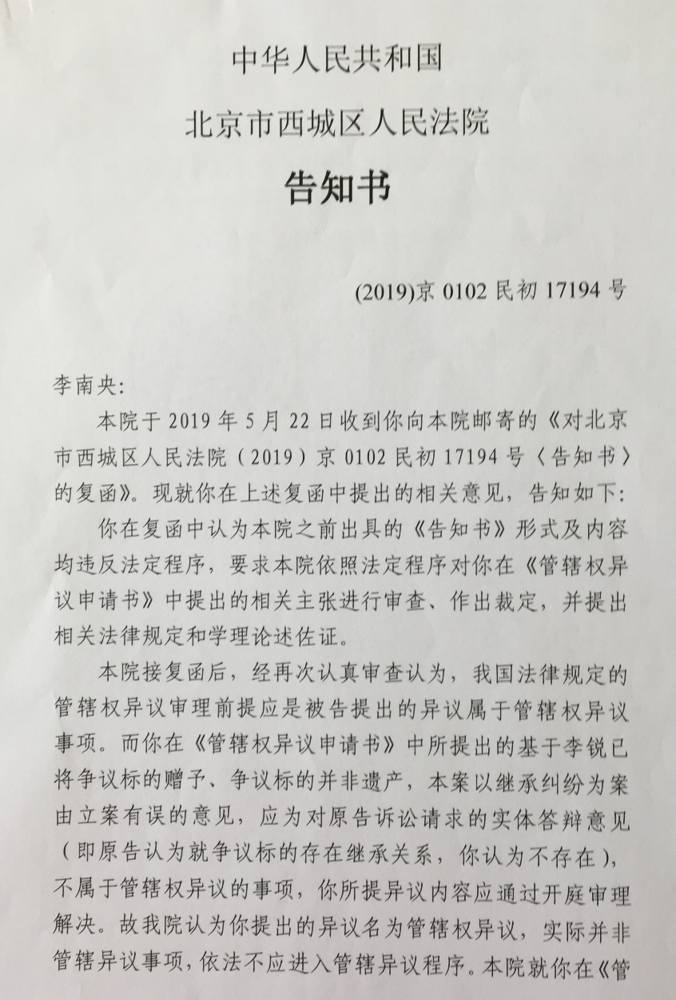 中华人民共和国
北京市西城区人民法院
告知书
(2019)京 0102 民初 17194 号
李南央：
本院于 2019 年 5 月 22 日收到你向本院邮寄的《对北京
市西城区人民法院（2019）京 0102 民初 17194 号〈告知书〉
的复函》。现就你在上述复函中提出的相关意见，告知如下：
你在复函中认为本院之前出具的《告知书》形式及内容
均违反法定程序，要求本院依照法定程序对你在《管辖权异
议申请书》中提出的相关主张进行审查、作出裁定，并提出
相关法律规定和学理论述佐证。
本院接复函后，经再次认真审查认为，我国法律规定的
管辖权异议审理前提应是被告提出的异议属于管辖权异议
事项。而你在《管辖权异议申请书》中所提出的基于李锐已
将争议标的赠予、争议标的并非遗产，本案以继承纠纷为案
由立案有误的意见，应为对原告诉讼请求的实体答辩意见
（即原告认为就争议标的存在继承关系，你认为不存在），
不属于管辖权异议的事项，你所提异议内容应通过开庭审理
解决。故我院认为你提出的异议名为管辖权异议，实际并非
管辖异议事项，依法不应进入管辖异议程序。本院就你在《管